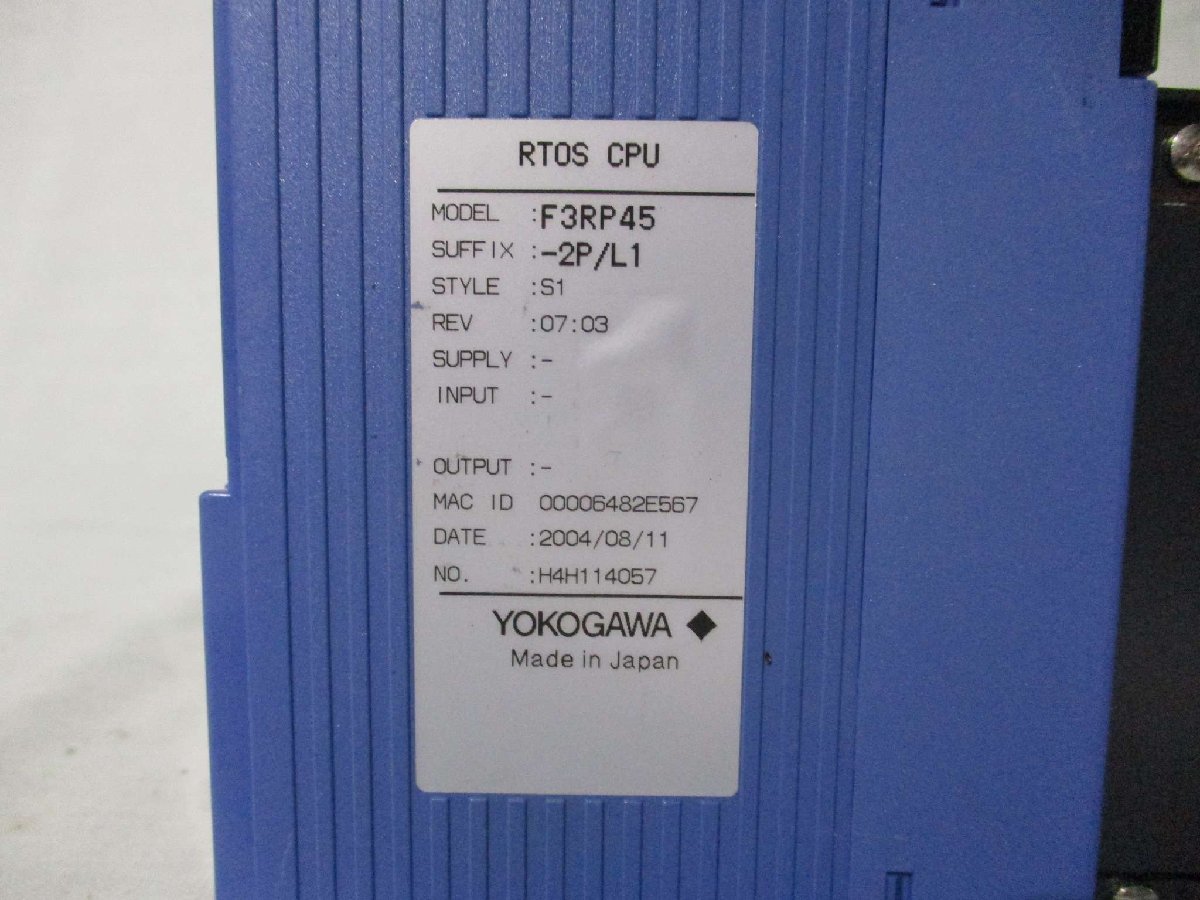 RTOS CPU
MODEL :F3RP45
SUFFIX :-2P/L1
STYLE :S1
REV :07:03
SUPPLY :-
INPUT :-
OUTPUT :-
MAC ID 00006482E567
DATE :2004/08/11
NO. :H4H114057
YOKOGAWA
Made in Japan